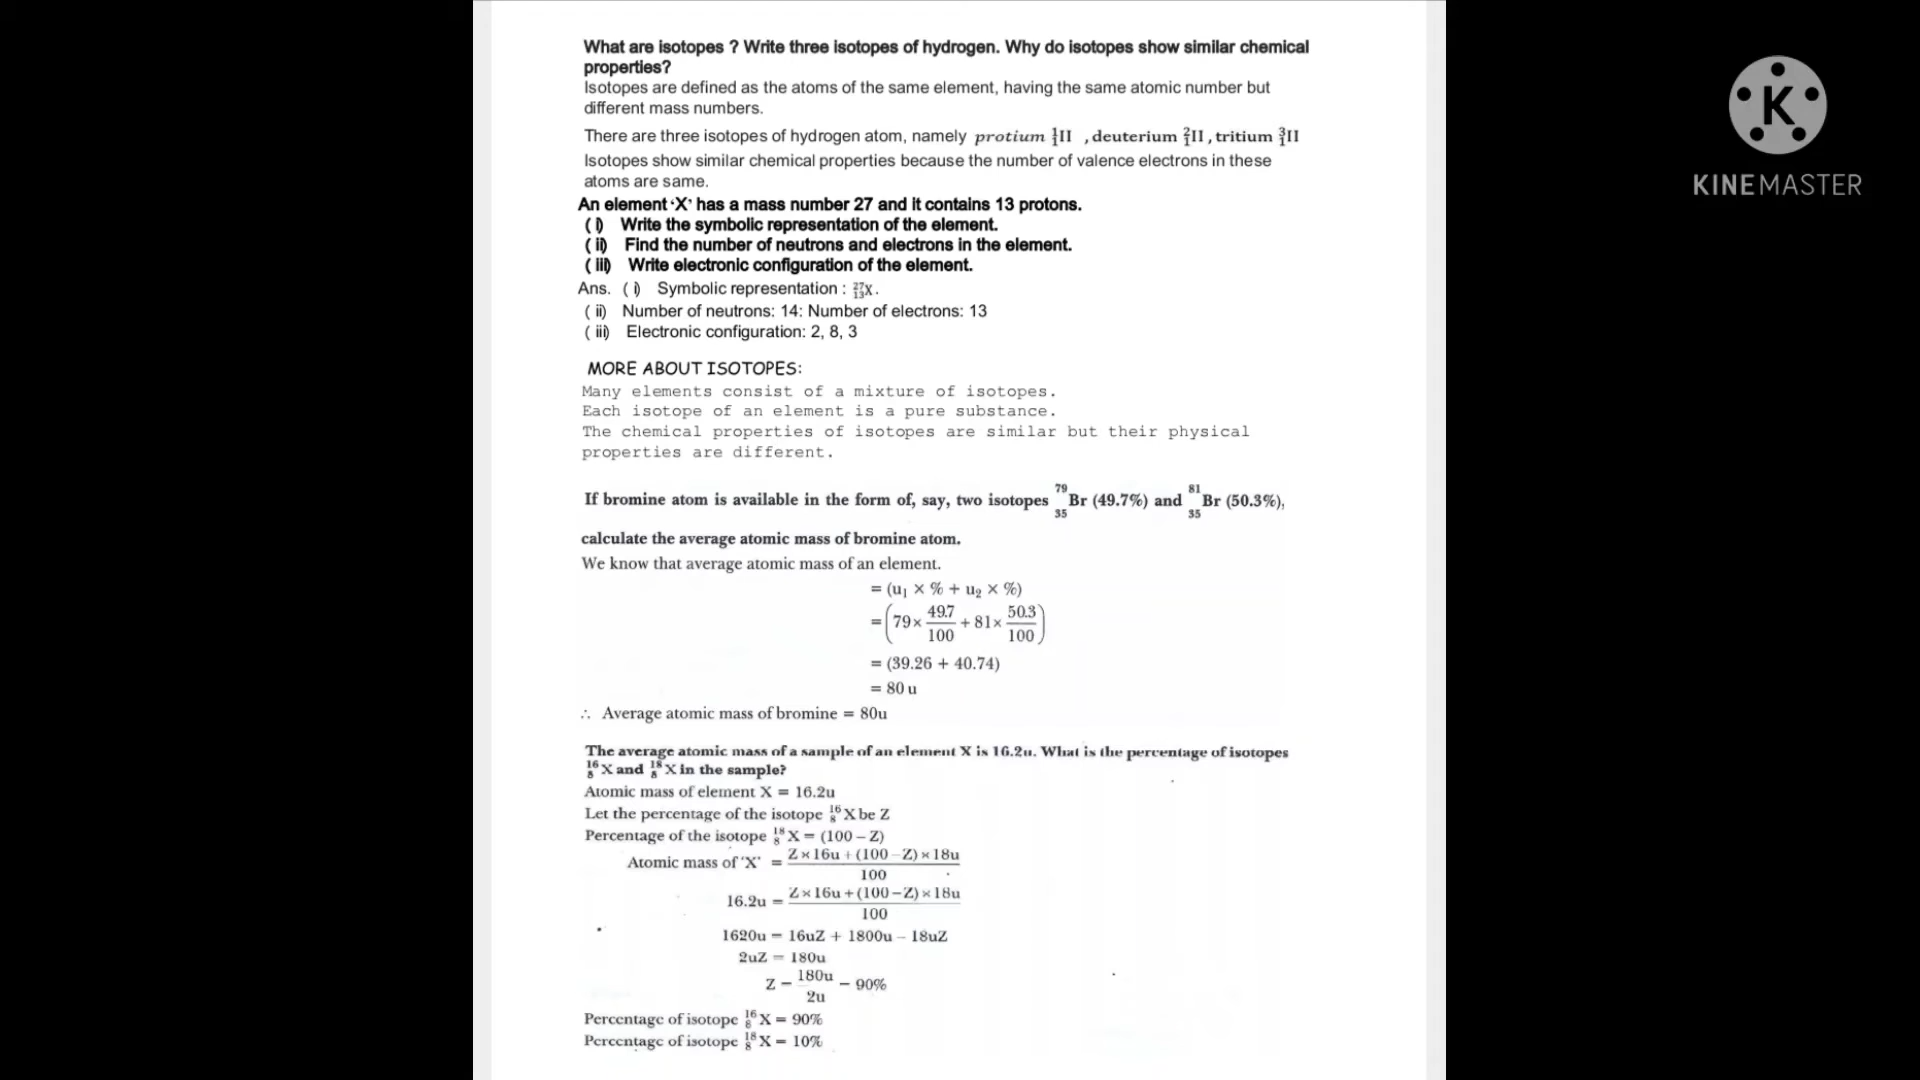 What are isotopes ? Write three isotopes of hydrogen. Why do isotopes show similar chemical
properties?
Isotopes are defined as the atoms of the same element, having the same atomic number but
different mass numbers.
There are three isotopes of hydrogen atom, namely protium ¹₁II , deuterium ²₁II , tritium ³₁II
Isotopes show similar chemical properties because the number of valence electrons in these
atoms are same.
An element ‘X’ has a mass number 27 and it contains 13 protons.
( i) Write the symbolic representation of the element.
( ii) Find the number of neutrons and electrons in the element.
( iii) Write electronic configuration of the element.
Ans. ( i) Symbolic representation : ²⁷₁₃X.
( ii) Number of neutrons: 14: Number of electrons: 13
( iii) Electronic configuration: 2, 8, 3
MORE ABOUT ISOTOPES:
Many elements consist of a mixture of isotopes.
Each isotope of an element is a pure substance.
The chemical properties of isotopes are similar but their physical
properties are different.
If bromine atom is available in the form of, say, two isotopes ⁷⁹₃₅Br (49.7%) and ⁸¹₃₅Br (50.3%),
calculate the average atomic mass of bromine atom.
We know that average atomic mass of an element.
= (u₁ × % + u₂ × %)
= (79× 49.7/100 + 81× 50.3/100)
= (39.26 + 40.74)
= 80 u
∴ Average atomic mass of bromine = 80u
The average atomic mass of a sample of an element X is 16.2u. What is the percentage of isotopes
¹⁶₈X and ¹⁸₈X in the sample?
Atomic mass of element X = 16.2u
Let the percentage of the isotope ¹⁶₈X be Z
Percentage of the isotope ¹⁸₈X = (100 – Z)
Atomic mass of ‘X’ = Z×16u+(100–Z)×18u/100
16.2u = Z×16u+(100–Z)×18u/100
1620u = 16uZ + 1800u – 18uZ
2uZ = 180u
Z – 180u/2u – 90%
Percentage of isotope ¹⁶₈X = 90%
Percentage of isotope ¹⁸₈X = 10%
K
KINEMASTER